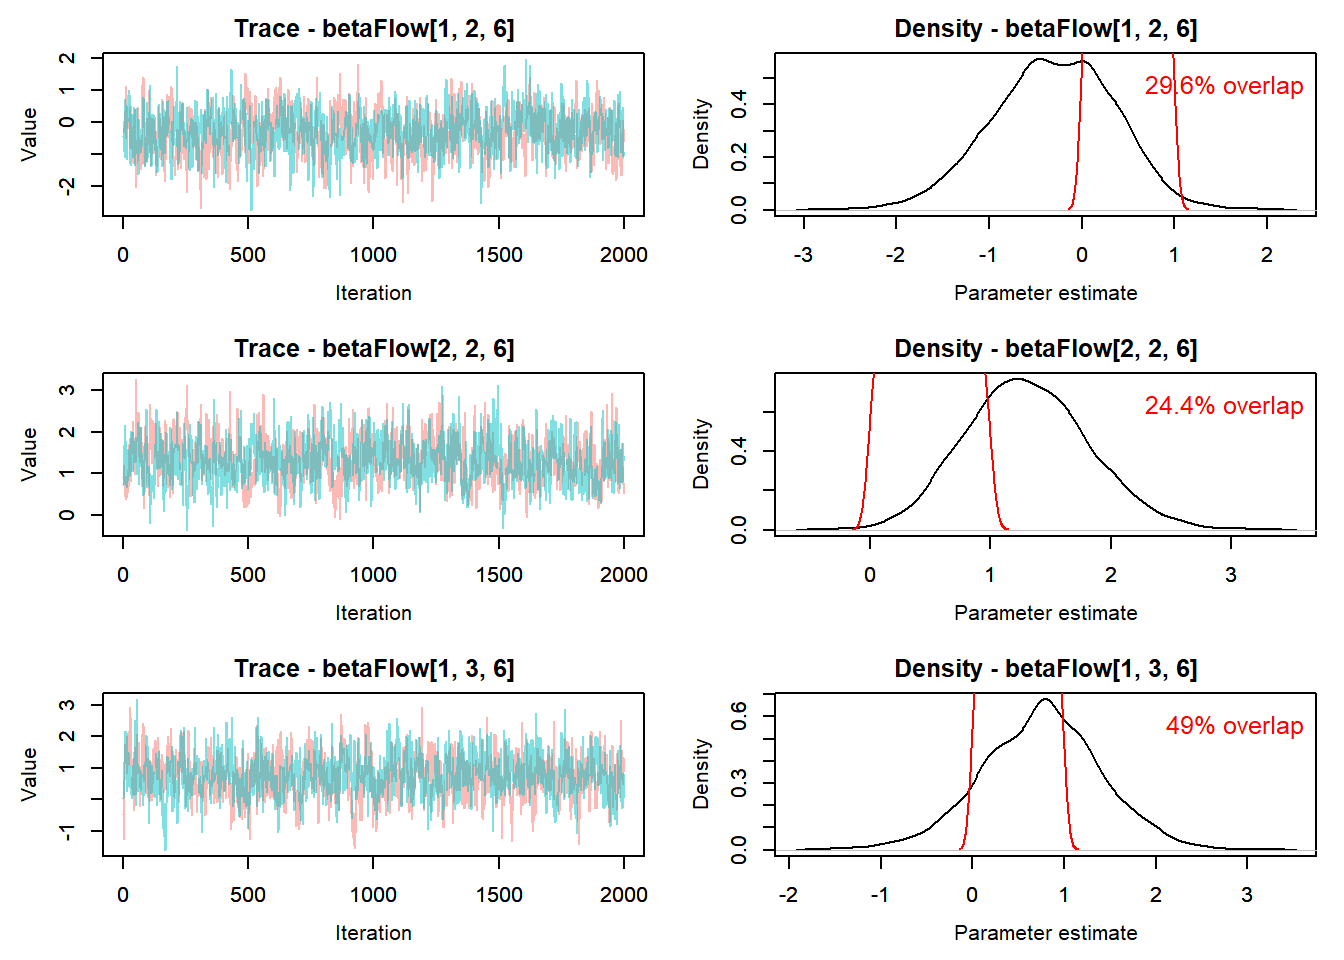 Trace - betaFlow[1, 2, 6]
Value
2
1
0
-2
0 500 1000 1500 2000
Iteration
Density - betaFlow[1, 2, 6]
29.6% overlap
Density
0.4
0.2
0.0
-3 -2 -1 0 1 2
Parameter estimate
Trace - betaFlow[2, 2, 6]
Value
3
2
1
0
0 500 1000 1500 2000
Iteration
Density - betaFlow[2, 2, 6]
24.4% overlap
Density
0.4
0.0
0 1 2 3
Parameter estimate
Trace - betaFlow[1, 3, 6]
Value
3
2
1
-1
0 500 1000 1500 2000
Iteration
Density - betaFlow[1, 3, 6]
49% overlap
Density
0.6
0.3
0.0
-2 -1 0 1 2 3
Parameter estimate